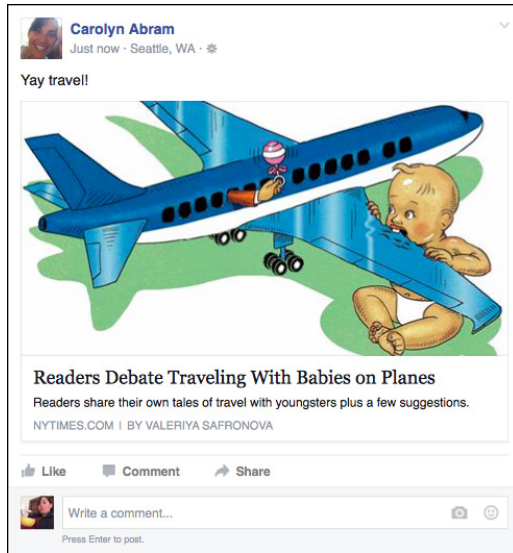 Carolyn Abram
Just now · Seattle, WA ·
Yay travel!
Readers Debate Traveling With Babies on Planes
Readers share their own tales of travel with youngsters plus a few suggestions.
NYTIMES.COM | BY VALERIYA SAFRONOVA
Like Comment Share
Write a comment...
Press Enter to post.